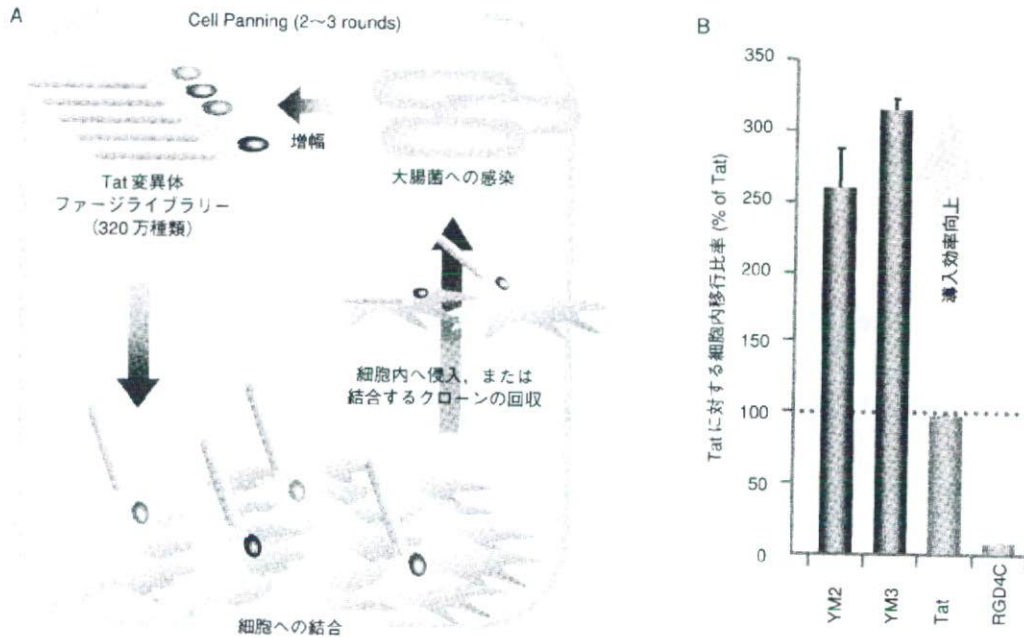 A
Cell Panning (2〜3 rounds)
増幅
Tat 変異体
ファージライブラリー
(320 万種類)
大腸菌への感染
細胞内へ侵入，または
結合するクローンの回収
細胞への結合
B
Tat に対する細胞内移行比率 (% of Tat)
350
300
250
200
150
100
50
0
導入効率向上
YM2
YM3
Tat
RGD4C